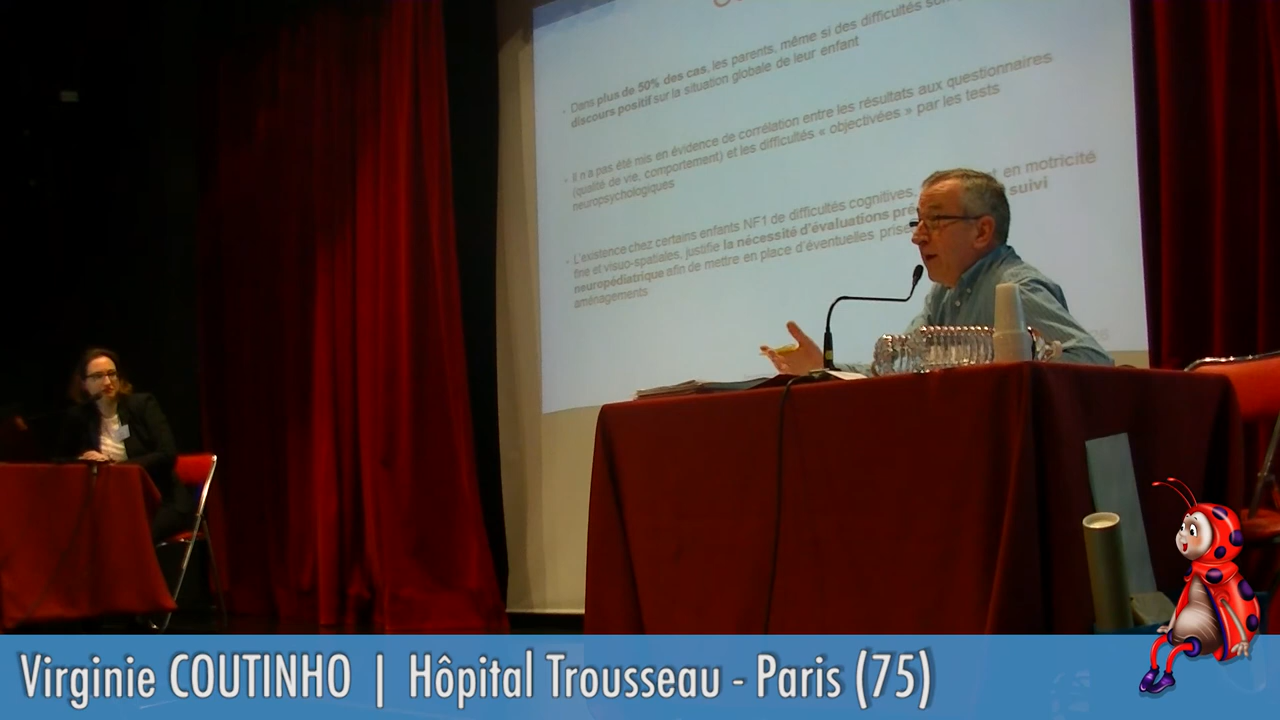 Dans plus de 50% des cas, les parents, même si des difficultés
discours positif sur la situation globale de leur enfant
Il n'a pas été mis en évidence de corrélation entre les résultats aux questionnaires
(qualité de vie, comportement) et les difficultés « objectivées » par les tests
neuropsychologiques
L'existence chez certains enfants NF1 de difficultés cognitives, en motricité
fine et visuo-spatiales, justifie la nécessité d'évaluations suivi
neuropédiatrique afin de mettre en place d'éventuelles
aménagements
Virginie COUTINHO | Hôpital Trousseau - Paris (75)